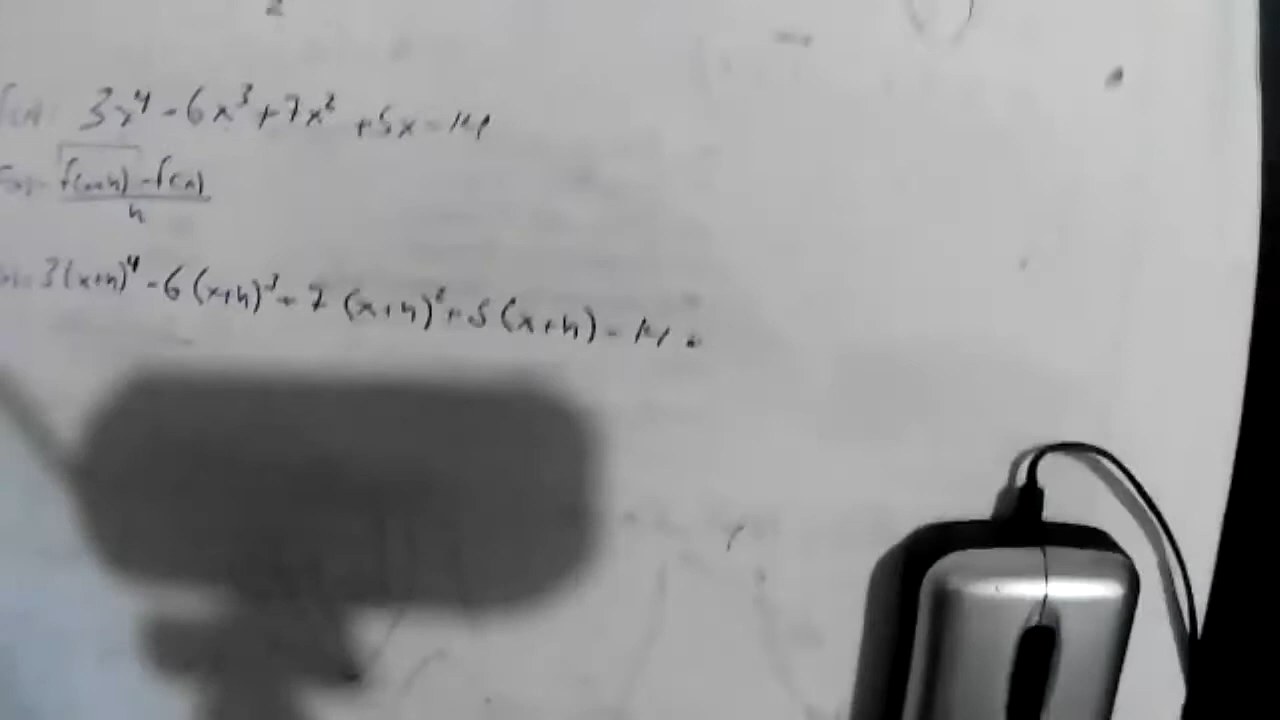 3x⁴ - 6x³ + 7x² + 5x - 14
f(x+h) - f(x)
h
3(x+h)⁴ - 6(x+h)³ + 7(x+h)² + 5(x+h) - 14